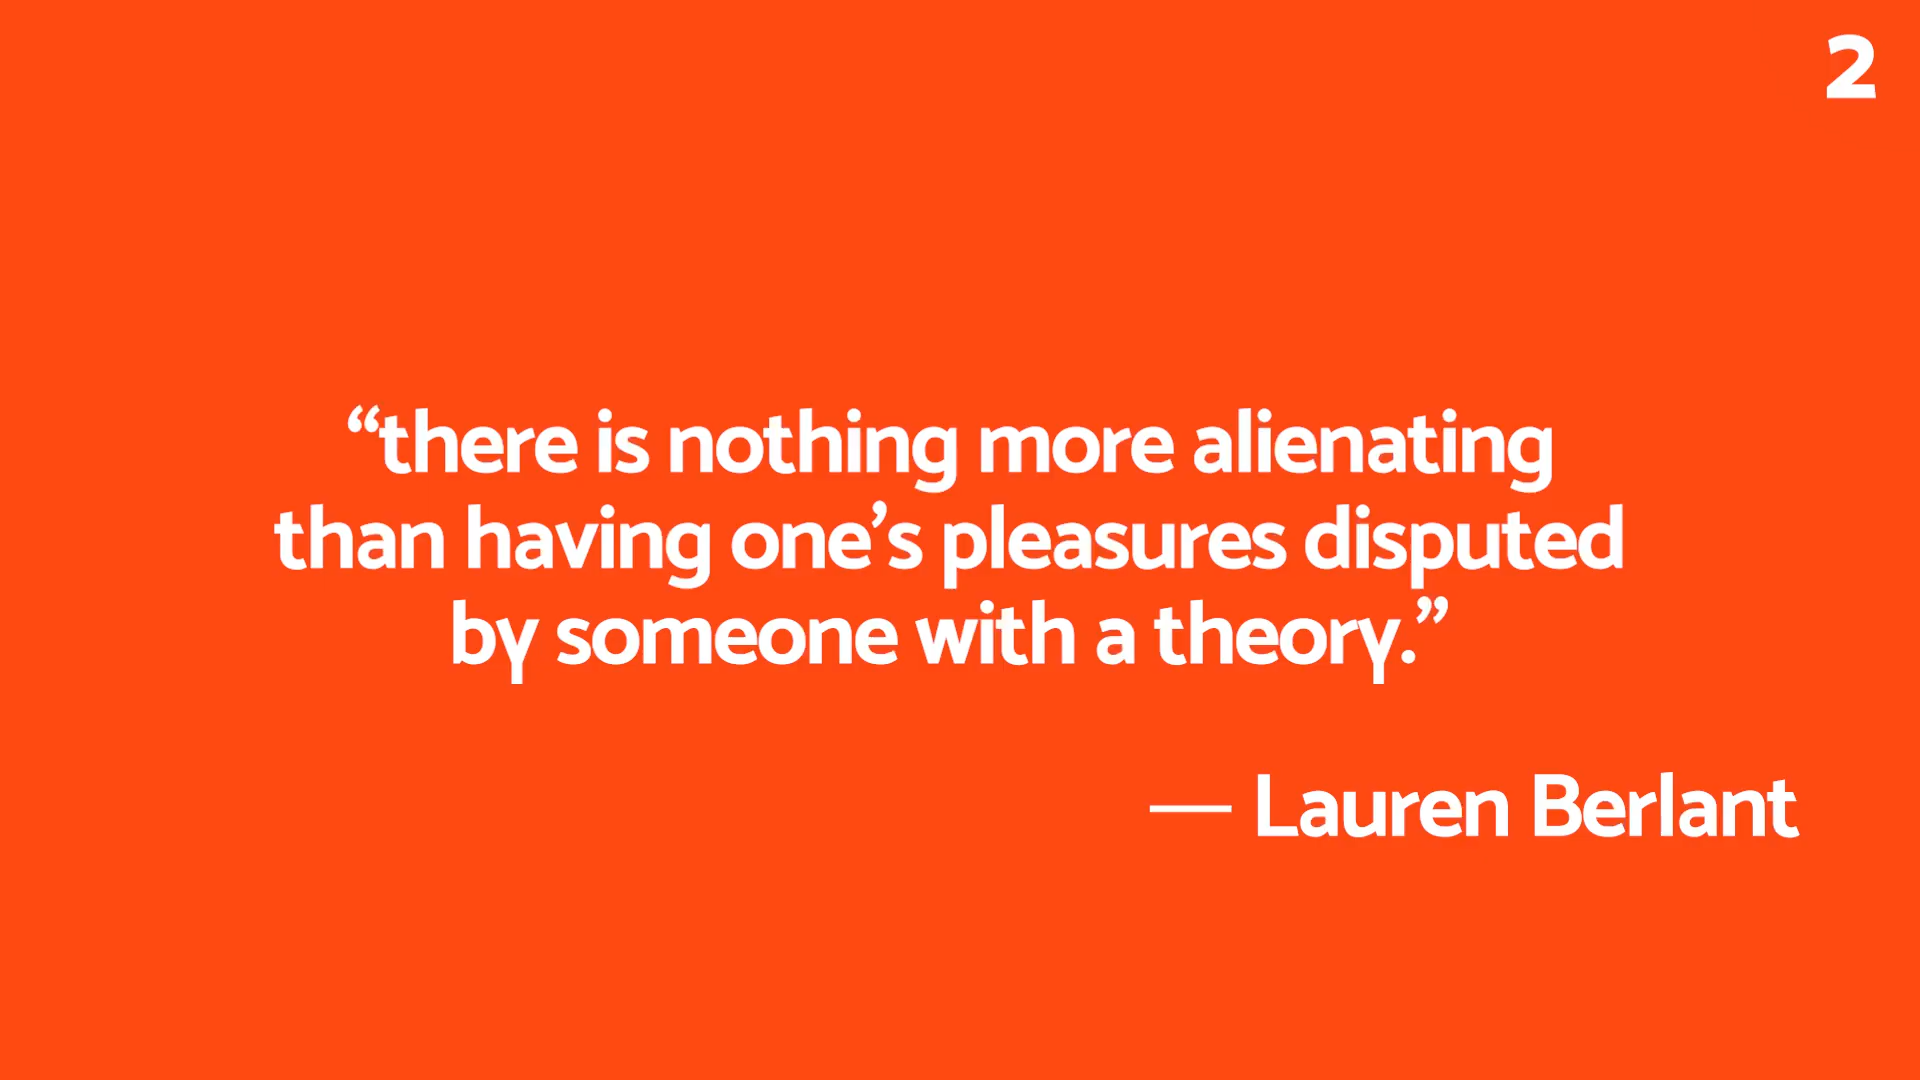 2
“there is nothing more alienating
than having one’s pleasures disputed
by someone with a theory.”
— Lauren Berlant